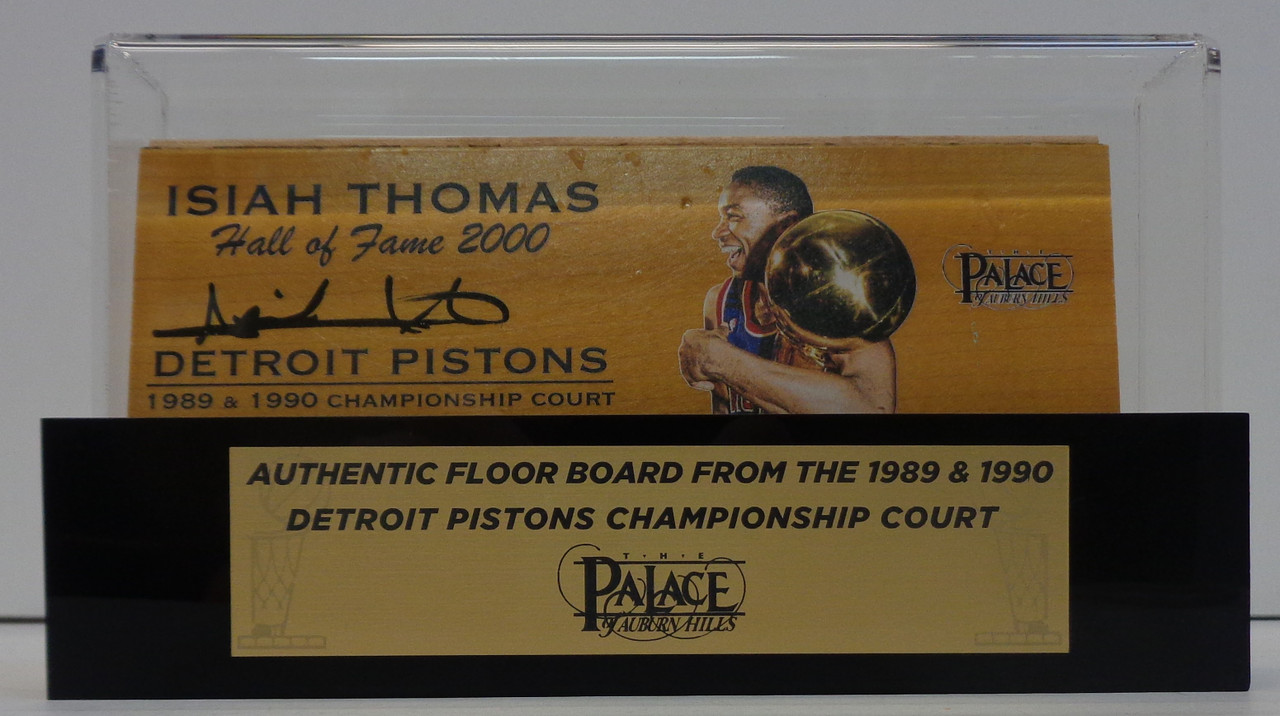 ISIAH THOMAS
Hall of Fame 2000
DETROIT PISTONS
1989 & 1990 CHAMPIONSHIP COURT
THE
PALACE
of AUBURN HILLS
AUTHENTIC FLOOR BOARD FROM THE 1989 & 1990
DETROIT PISTONS CHAMPIONSHIP COURT
T·H·E
PALACE
of AUBURN HILLS